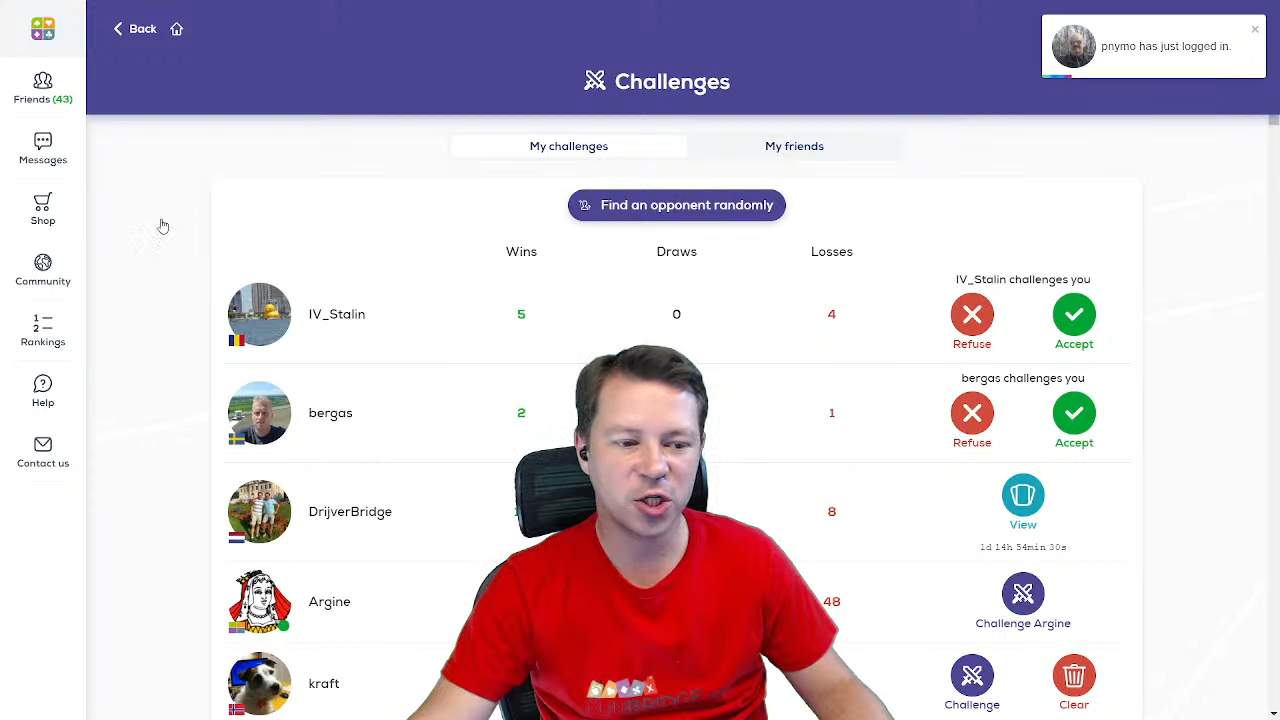 Back
pnymo has just logged in.
Challenges
Friends (43)
Messages
Shop
Community
1
2
Rankings
Help
Contact us
My challenges
My friends
Find an opponent randomly
Wins
Draws
Losses
IV_Stalin
5
0
4
IV_Stalin challenges you
Refuse
Accept
bergas
2
1
bergas challenges you
Refuse
Accept
DrijverBridge
8
View
1d 14h 54min 30s
Argine
48
Challenge Argine
kraft
Challenge
Clear